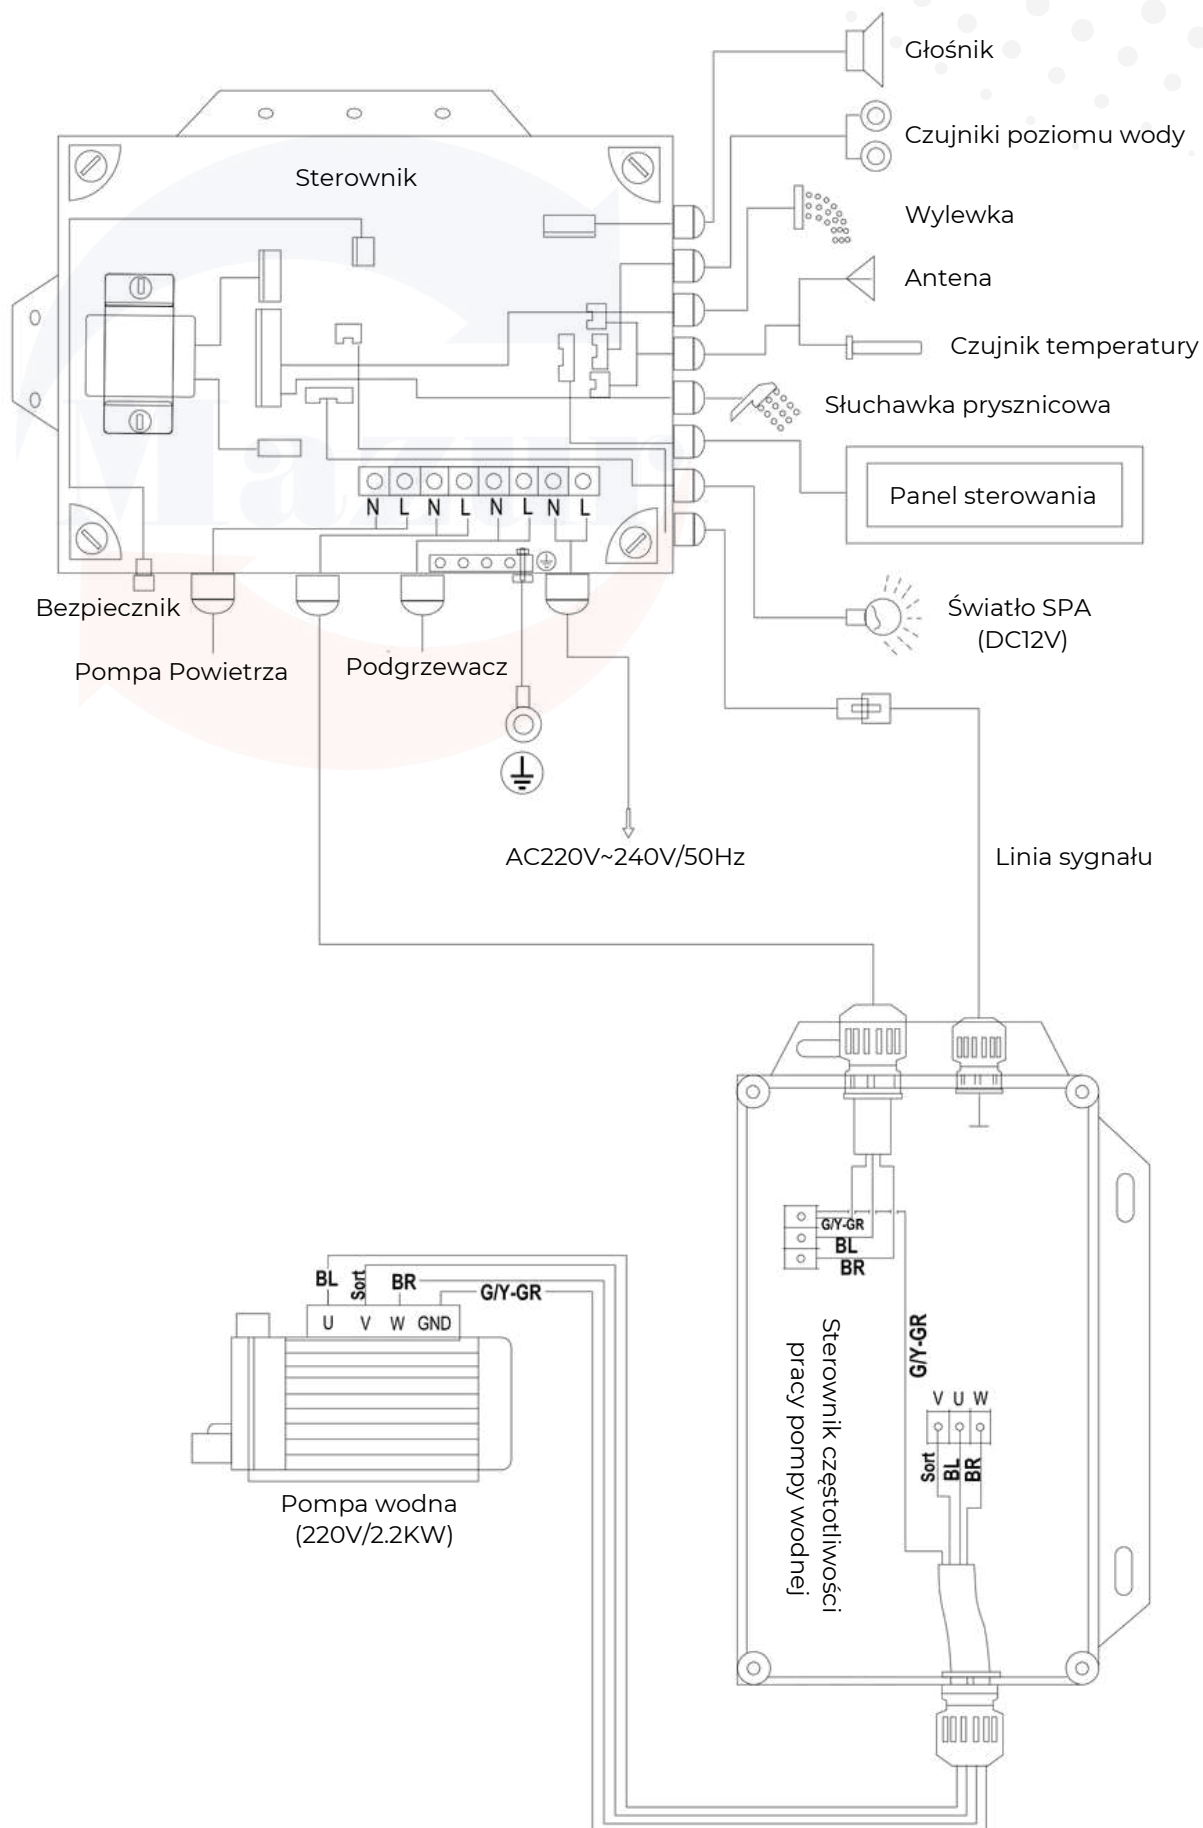 Głośnik
Czujniki poziomu wody
Sterownik
Wylewka
Antena
Czujnik temperatury
Słuchawka prysznicowa
Mazur
Panel sterowania
N L N L N L N L
Bezpiecznik
Światło SPA
(DC12V)
Pompa Powietrza
Podgrzewacz
AC220V~240V/50Hz
Linia sygnału
G/Y-GR
BL
BR
BL
Sort
BR
G/Y-GR
U V W GND
G/Y-GR
Sterownik częstotliwości
pracy pompy wodnej
V U W
Sort
BL
BR
Pompa wodna
(220V/2.2KW)